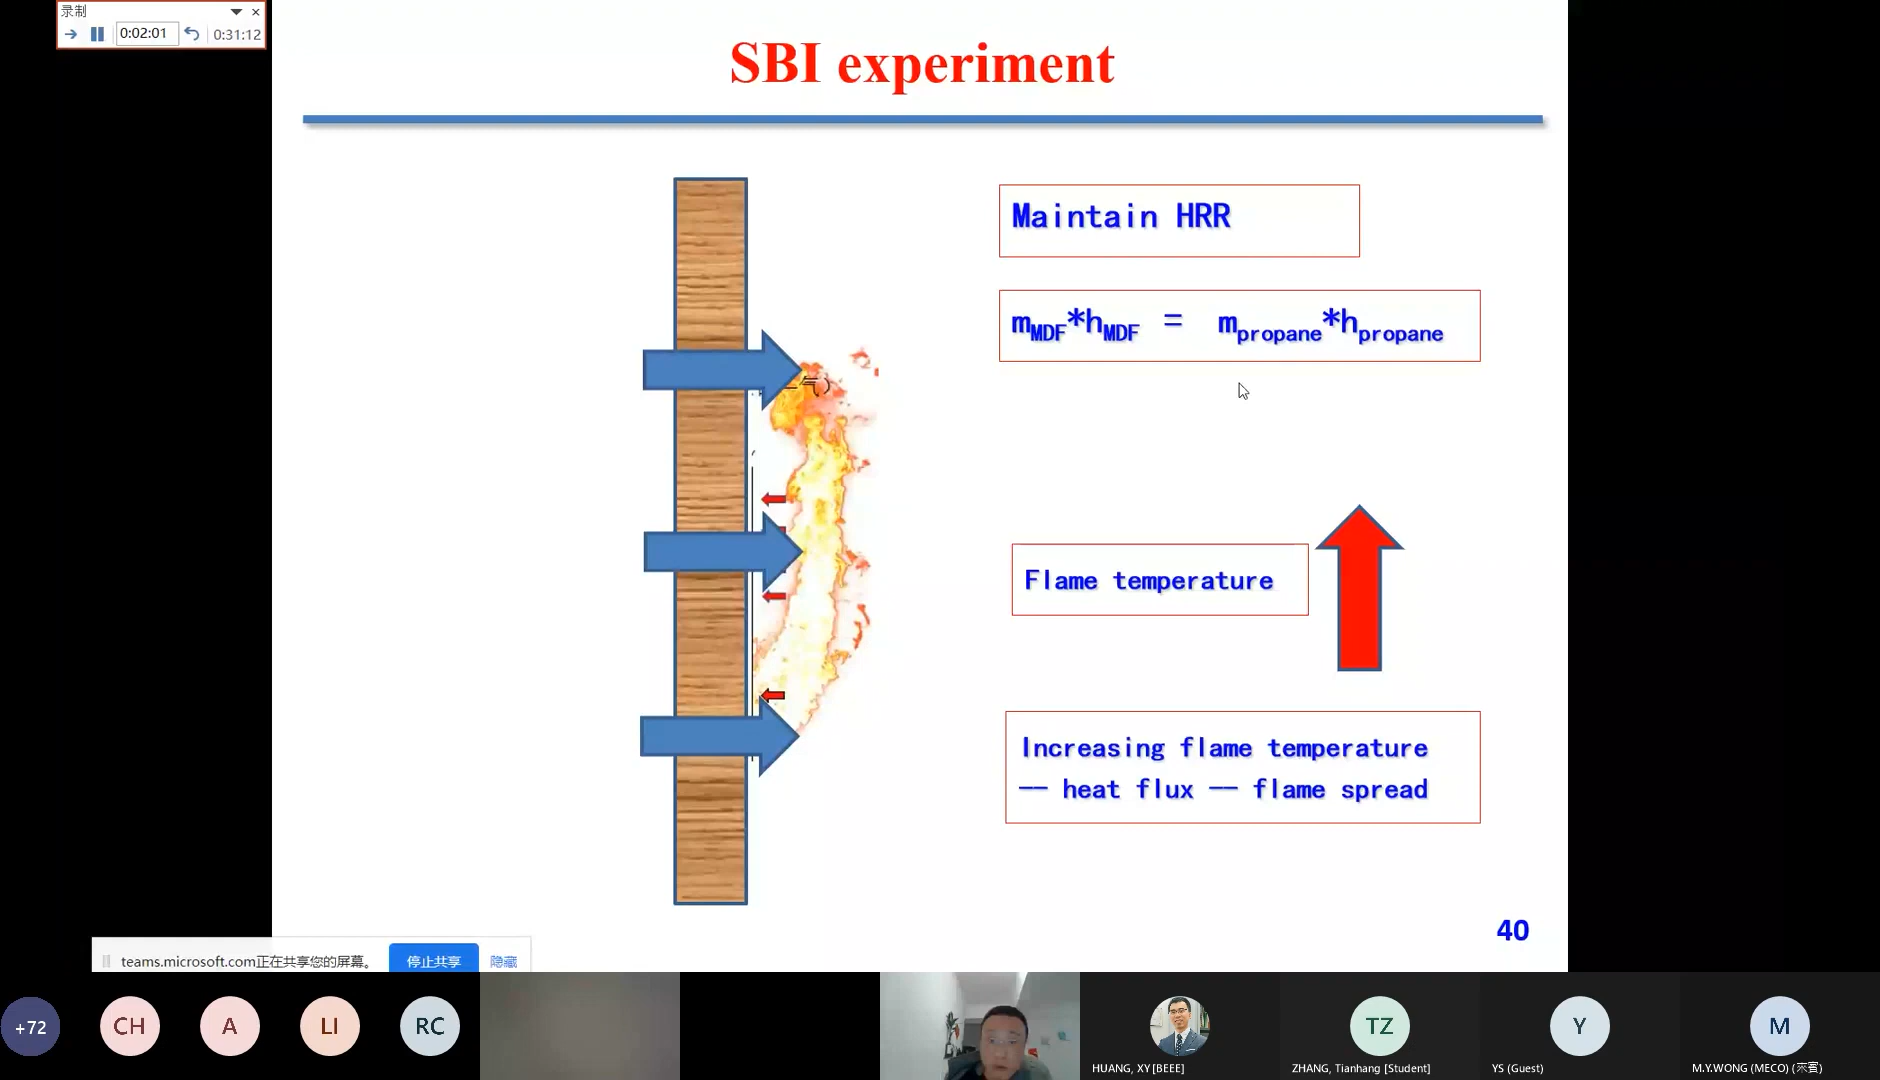 录制
0:02:01
0:31:12
SBI experiment
Maintain HRR
mMDF*hMDF = mpropane*hpropane
气)
Flame temperature
Increasing flame temperature
—— heat flux —— flame spread
40
teams.microsoft.com正在共享您的屏幕。
停止共享
隐藏
+72
CH
A
LI
RC
TZ
Y
M
HUANG, XY [BEEE]
ZHANG, Tianhang [Student]
YS (Guest)
M.Y.WONG (MECO) (来宾)